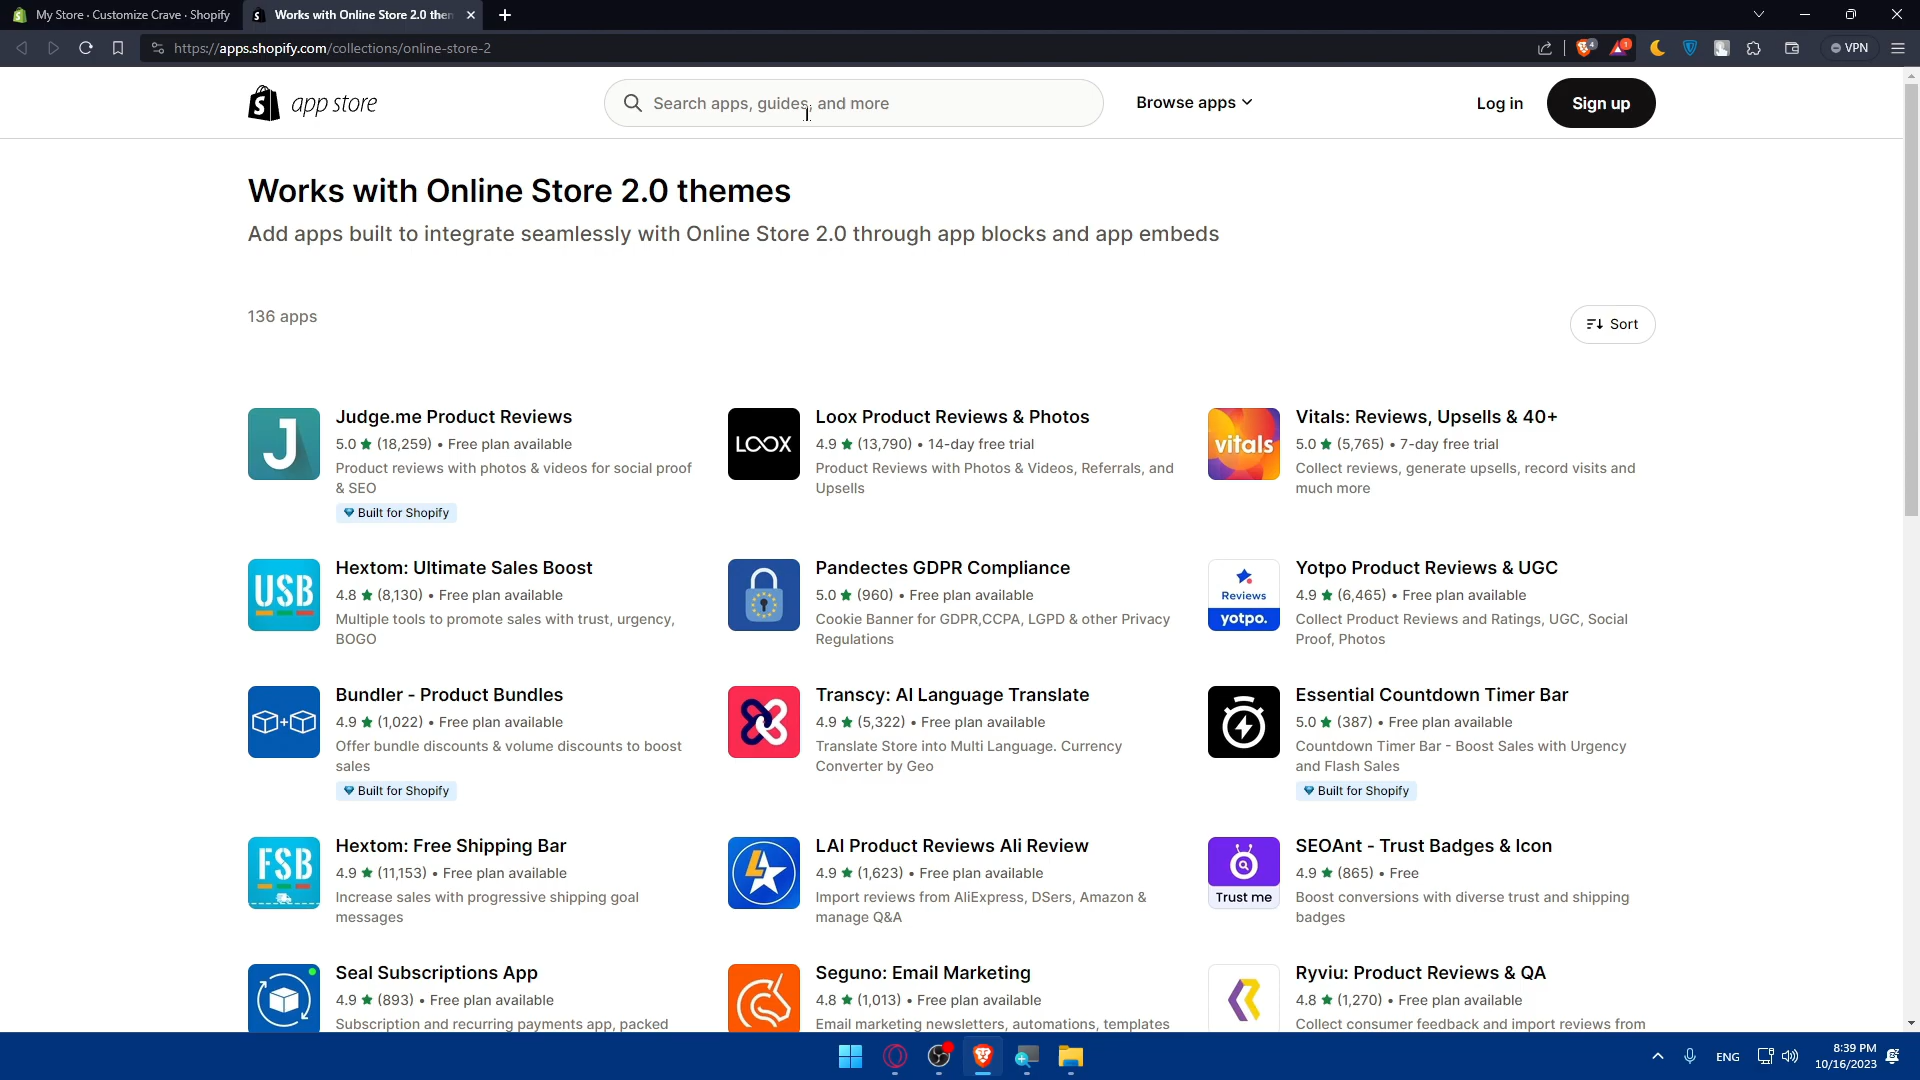 My Store · Customize Crave · Shopify
Works with Online Store 2.0 then
https://apps.shopify.com/collections/online-store-2
4
1
VPN
app store
Search apps, guides, and more
Browse apps
Log in
Sign up
Works with Online Store 2.0 themes
Add apps built to integrate seamlessly with Online Store 2.0 through app blocks and app embeds
136 apps
Sort
J
Judge.me Product Reviews
5.0 ★ (18,259) • Free plan available
Product reviews with photos & videos for social proof
& SEO
Built for Shopify
LOOX
Loox Product Reviews & Photos
4.9 ★ (13,790) • 14-day free trial
Product Reviews with Photos & Videos, Referrals, and
Upsells
vitals
Vitals: Reviews, Upsells & 40+
5.0 ★ (5,765) • 7-day free trial
Collect reviews, generate upsells, record visits and
much more
USB
Hextom: Ultimate Sales Boost
4.8 ★ (8,130) • Free plan available
Multiple tools to promote sales with trust, urgency,
BOGO
Pandectes GDPR Compliance
5.0 ★ (960) • Free plan available
Cookie Banner for GDPR,CCPA, LGPD & other Privacy
Regulations
Reviews
yotpo.
Yotpo Product Reviews & UGC
4.9 ★ (6,465) • Free plan available
Collect Product Reviews and Ratings, UGC, Social
Proof, Photos
Bundler - Product Bundles
4.9 ★ (1,022) • Free plan available
Offer bundle discounts & volume discounts to boost
sales
Built for Shopify
Transcy: AI Language Translate
4.9 ★ (5,322) • Free plan available
Translate Store into Multi Language. Currency
Converter by Geo
Essential Countdown Timer Bar
5.0 ★ (387) • Free plan available
Countdown Timer Bar - Boost Sales with Urgency
and Flash Sales
Built for Shopify
FSB
Hextom: Free Shipping Bar
4.9 ★ (11,153) • Free plan available
Increase sales with progressive shipping goal
messages
LAI Product Reviews Ali Review
4.9 ★ (1,623) • Free plan available
Import reviews from AliExpress, DSers, Amazon &
manage Q&A
Trust me
SEOAnt - Trust Badges & Icon
4.9 ★ (865) • Free
Boost conversions with diverse trust and shipping
badges
Seal Subscriptions App
4.9 ★ (893) • Free plan available
Subscription and recurring payments app, packed
Seguno: Email Marketing
4.8 ★ (1,013) • Free plan available
Email marketing newsletters, automations, templates
Ryviu: Product Reviews & QA
4.8 ★ (1,270) • Free plan available
Collect consumer feedback and import reviews from
ENG
8:39 PM
10/16/2023